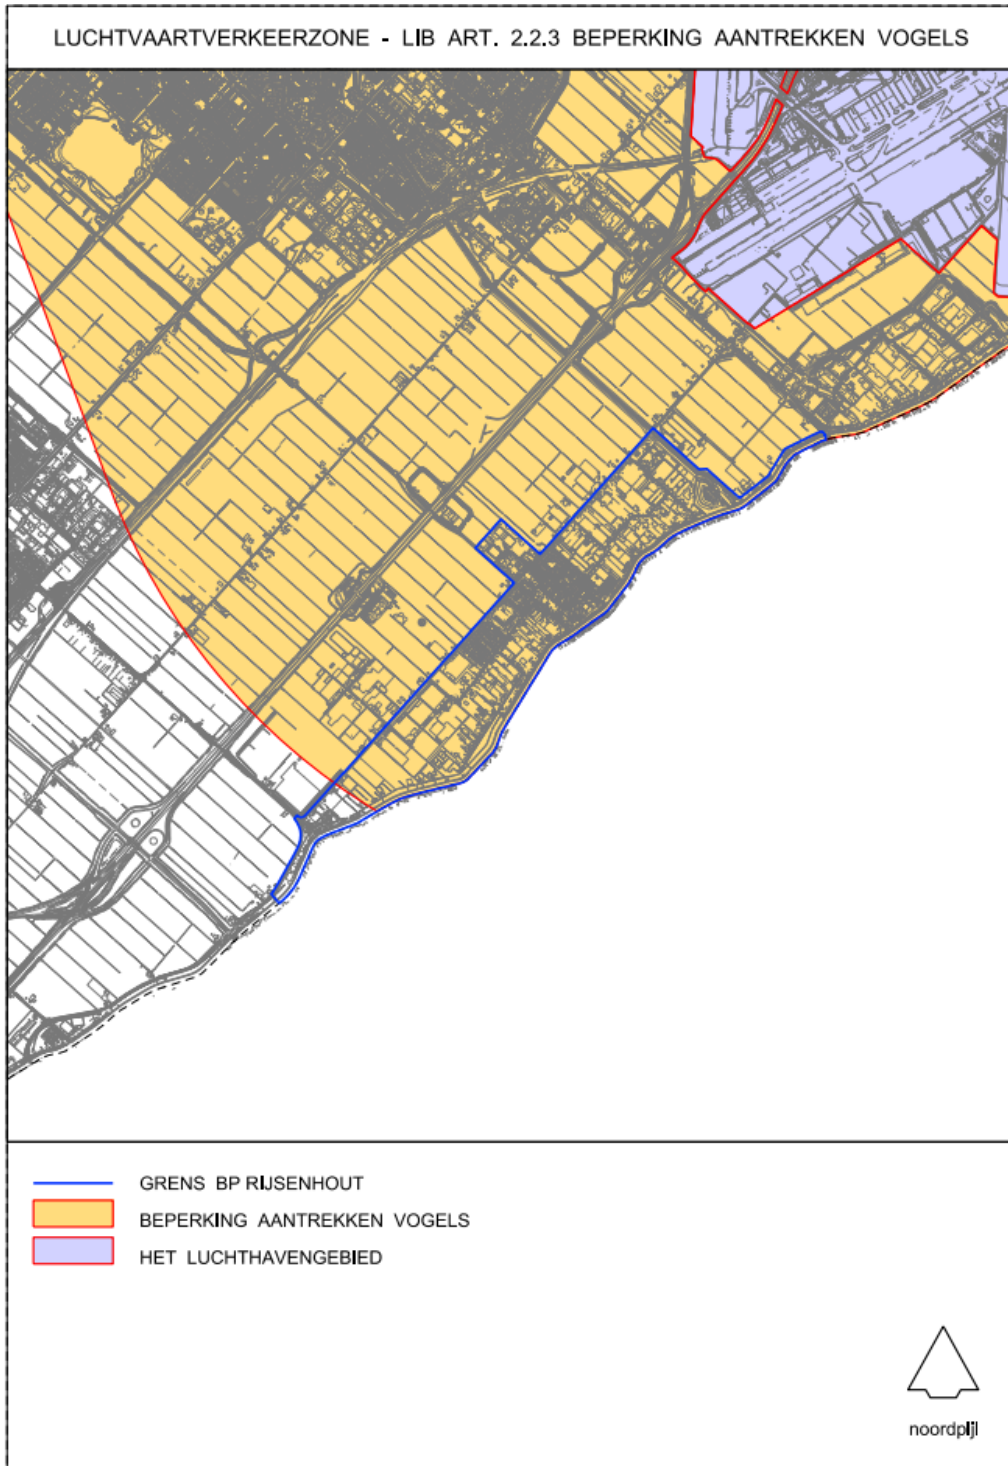 LUCHTVAARTVERKEERZONE - LIB ART. 2.2.3 BEPERKING AANTREKKEN VOGELS
GRENS BP RIJSENHOUT
BEPERKING AANTREKKEN VOGELS
HET LUCHTHAVENGEBIED
noordpijl